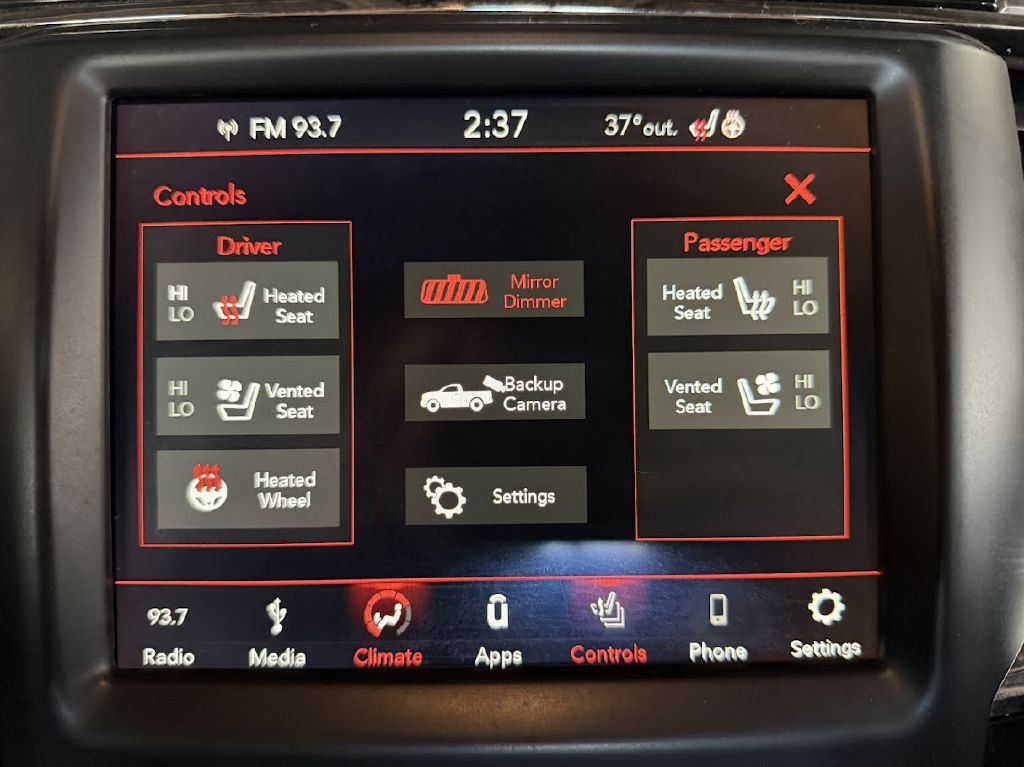 FM 93.7
2:37
37°out.
Controls
Driver
HI
LO
Heated
Seat
HI
LO
Vented
Seat
Heated
Wheel
Mirror
Dimmer
Backup
Camera
Settings
Passenger
Heated
Seat
HI
LO
Vented
Seat
HI
LO
93.7
Radio
Media
Climate
Apps
Controls
Phone
Settings